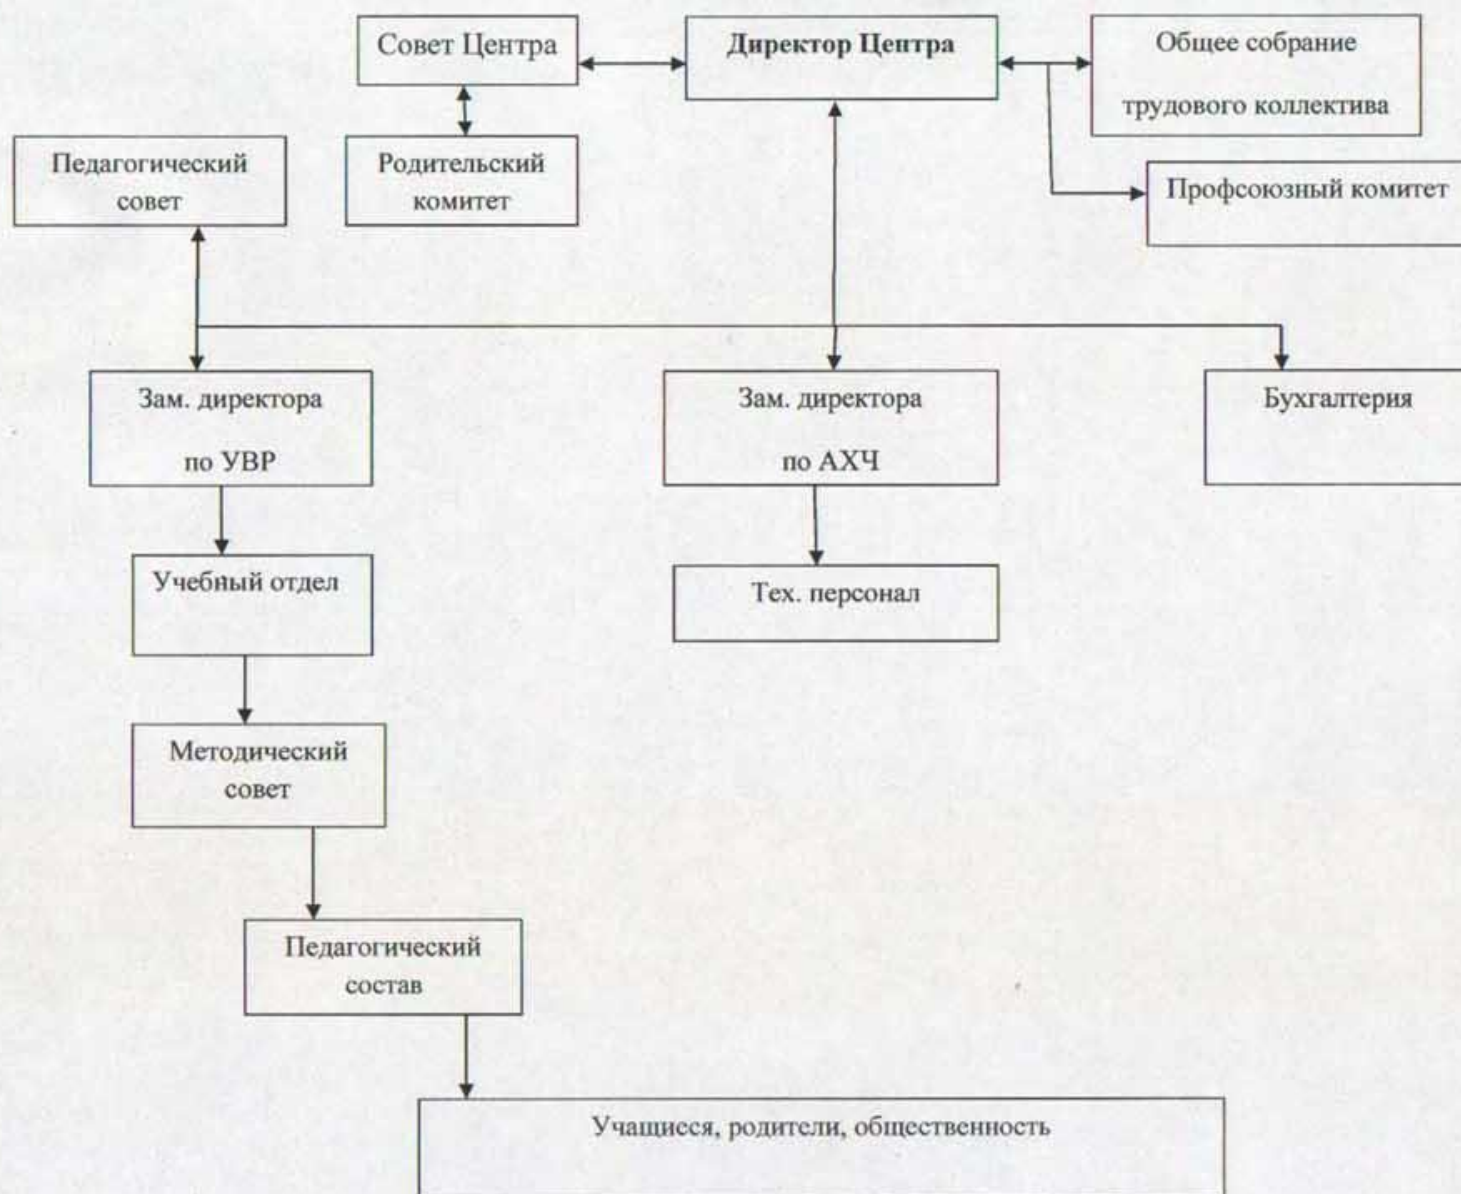 Совет Центра
Директор Центра
Общее собрание
трудового коллектива
Педагогический
совет
Родительский
комитет
Профсоюзный комитет
Зам. директора
по УВР
Зам. директора
по АХЧ
Бухгалтерия
Учебный отдел
Тех. персонал
Методический
совет
Педагогический
состав
Учащиеся, родители, общественность